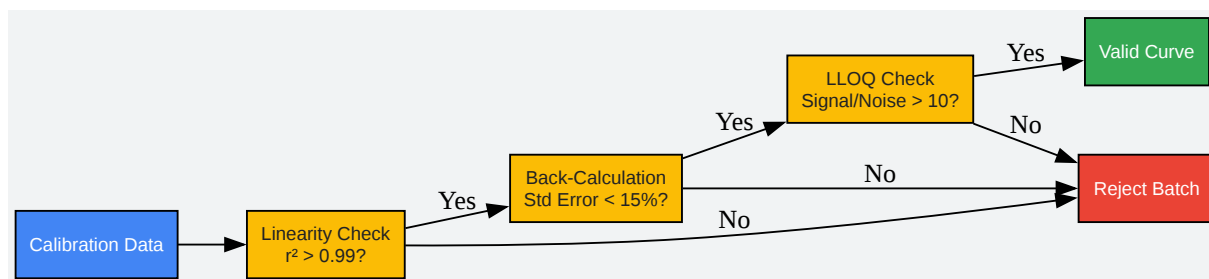 Calibration Data
Linearity Check
r² > 0.99?
Yes
No
Back-Calculation
Std Error < 15%?
Yes
No
LLOQ Check
Signal/Noise > 10?
Yes
No
Valid Curve
Reject Batch